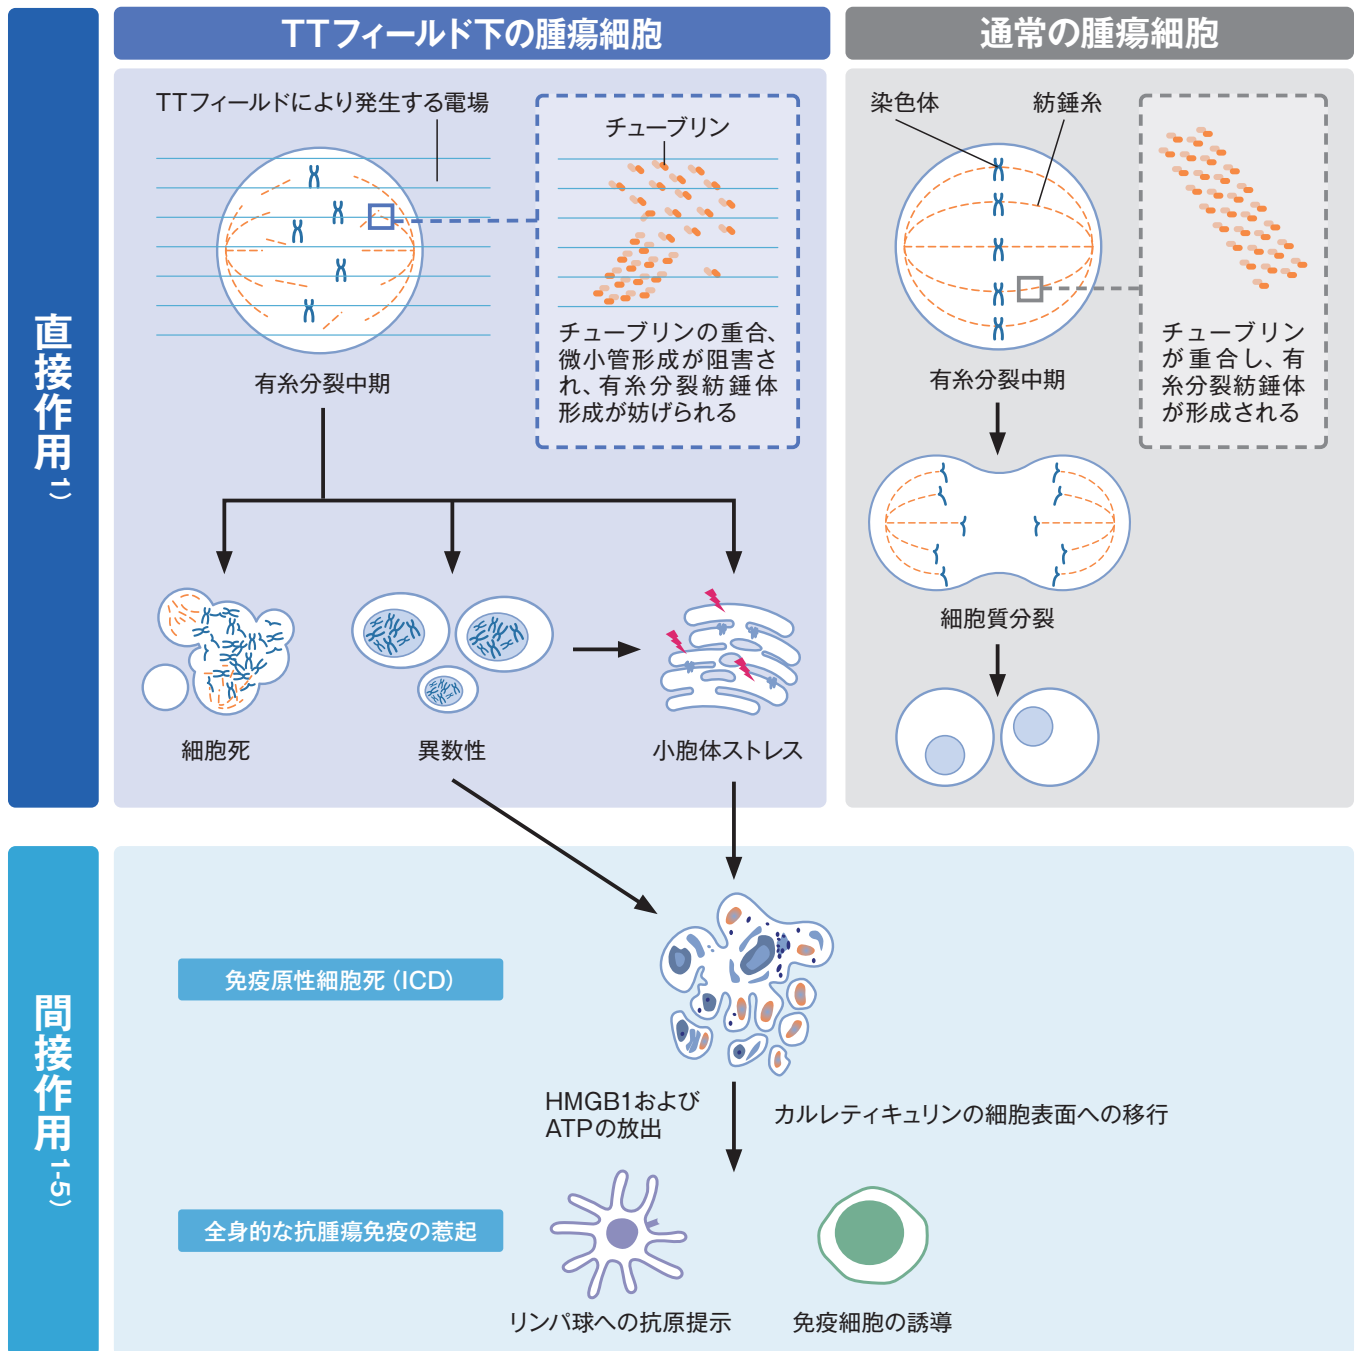 TTフィールド下の腫瘍細胞
通常の腫瘍細胞
直接作用1）
TTフィールドにより発生する電場
チューブリン
チューブリンの重合、
微小管形成が阻害さ
れ、有糸分裂紡錘体
形成が妨げられる
有糸分裂中期
細胞死
異数性
小胞体ストレス
染色体
紡錘糸
チューブリン
が重合し、有
糸分裂紡錘体
が形成される
有糸分裂中期
細胞質分裂
間接作用1-5）
免疫原性細胞死（ICD）
HMGB1および
ATPの放出
カルレティキュリンの細胞表面への移行
全身的な抗腫瘍免疫の惹起
リンパ球への抗原提示
免疫細胞の誘導